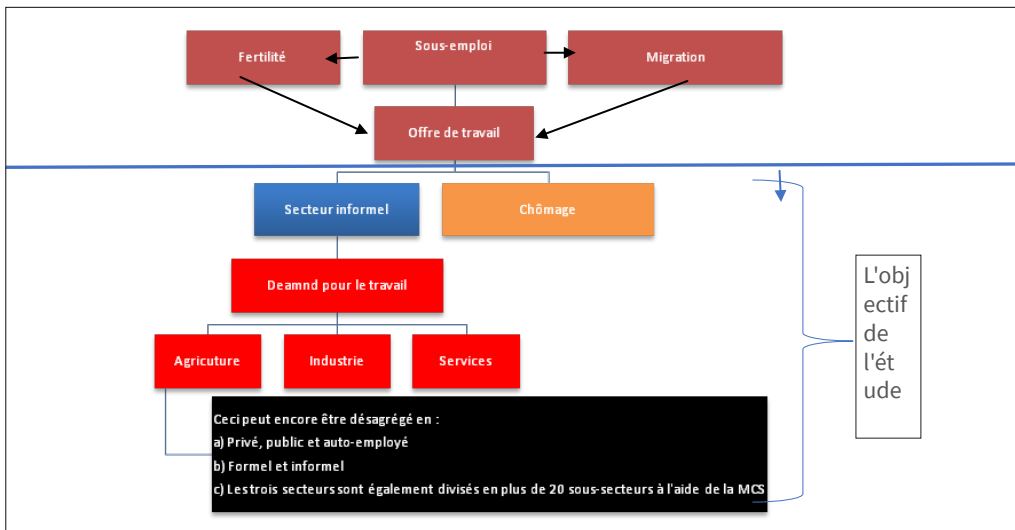 Fertilité
Sous-emploi
Migration
Offre de travail
Secteur informel
Chômage
Deamnd pour le travail
Agricuture
Industrie
Services
Ceci peut encore être désagrégé en :
a) Privé, public et auto-employé
b) Formel et informel
c) Les trois secteurs sont également divisés en plus de 20 sous-secteurs à l'aide de la MCS
L'obj
ectif
de
l'ét
ude